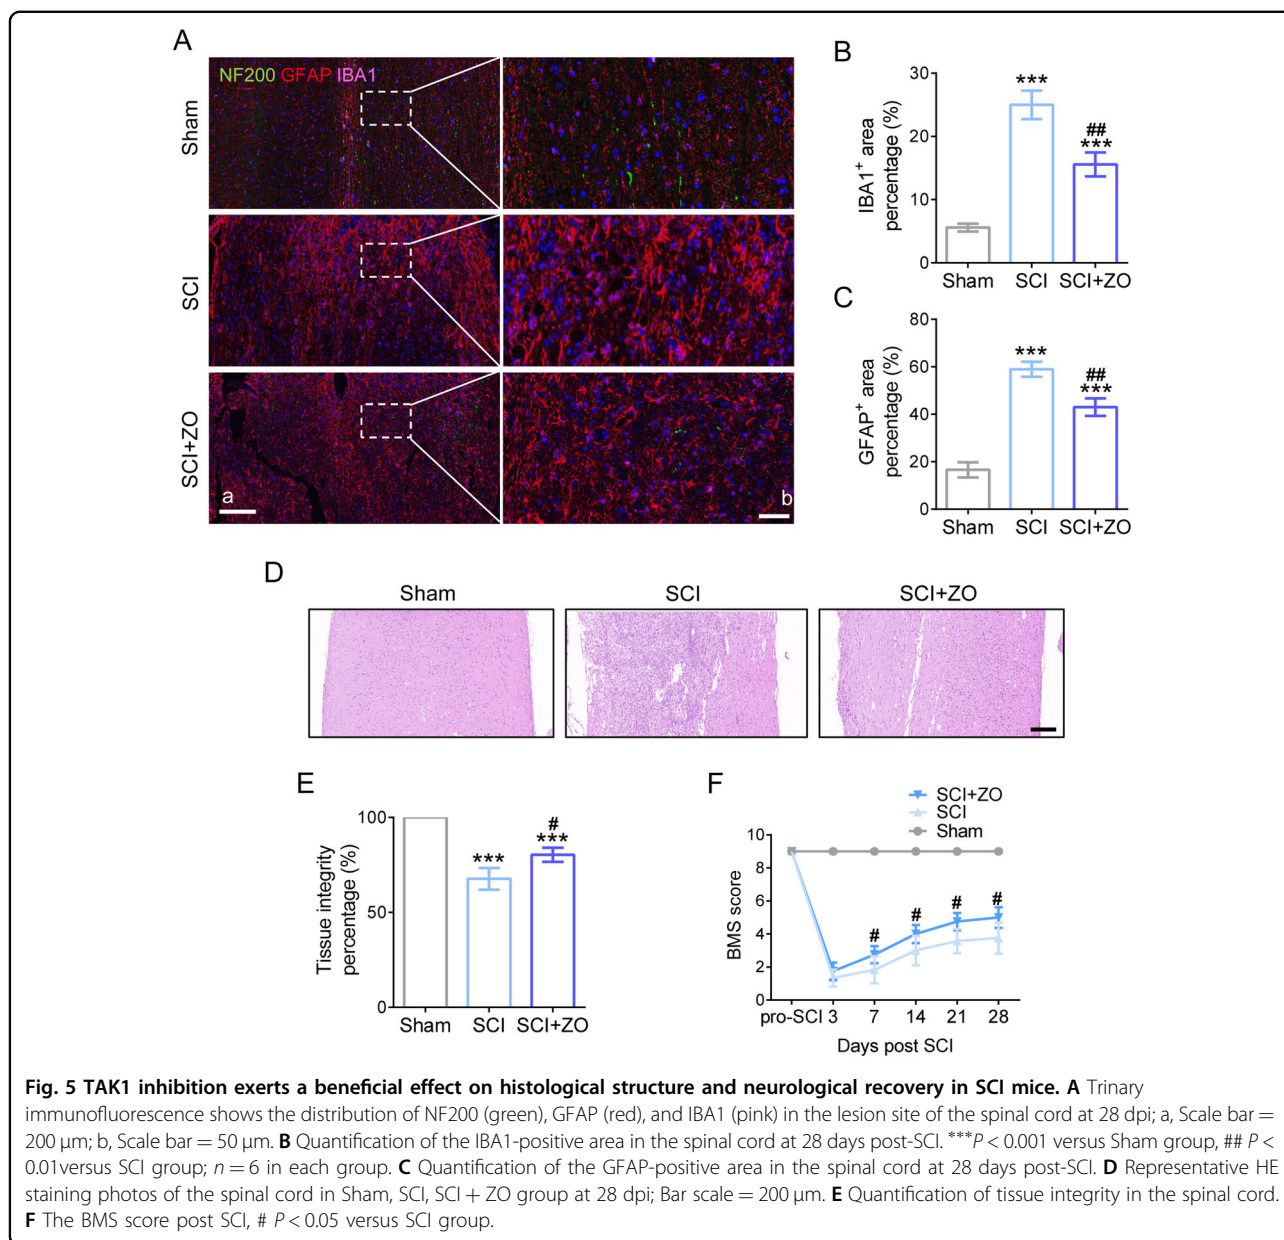 A
NF200 GFAP IBA1
Sham
SCI
SCI+ZO
a
b
B
IBA1+ area
percentage (%)
30
20
10
0
***
##
***
Sham SCI SCI+ZO
C
GFAP+ area
percentage (%)
80
60
40
20
0
***
##
***
Sham SCI SCI+ZO
D
Sham SCI SCI+ZO
E
Tissue integrity
percentage (%)
100
50
0
***
#
***
Sham SCI SCI+ZO
F
SCI+ZO
SCI
Sham
BMS score
10
8
6
4
2
0
# # # #
pro-SCI 3 7 14 21 28
Days post SCI
Fig. 5 TAK1 inhibition exerts a beneficial effect on histological structure and neurological recovery in SCI mice. A Trinary
immunofluorescence shows the distribution of NF200 (green), GFAP (red), and IBA1 (pink) in the lesion site of the spinal cord at 28 dpi; a, Scale bar =
200 μm; b, Scale bar = 50 μm. B Quantification of the IBA1-positive area in the spinal cord at 28 days post-SCI. ***P < 0.001 versus Sham group, ## P <
0.01versus SCI group; n = 6 in each group. C Quantification of the GFAP-positive area in the spinal cord at 28 days post-SCI. D Representative HE
staining photos of the spinal cord in Sham, SCI, SCI + ZO group at 28 dpi; Bar scale = 200 μm. E Quantification of tissue integrity in the spinal cord.
F The BMS score post SCI, # P < 0.05 versus SCI group.